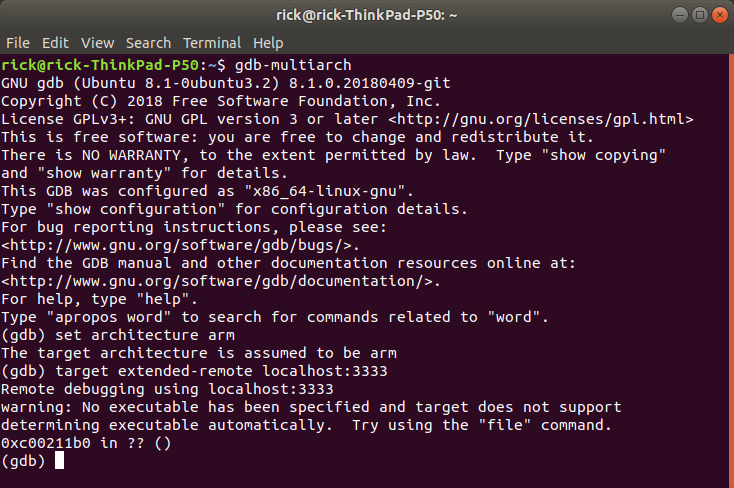 rick@rick-ThinkPad-P50: ~
File Edit View Search Terminal Help
rick@rick-ThinkPad-P50:~$ gdb-multiarch
GNU gdb (Ubuntu 8.1-0ubuntu3.2) 8.1.0.20180409-git
Copyright (C) 2018 Free Software Foundation, Inc.
License GPLv3+: GNU GPL version 3 or later <http://gnu.org/licenses/gpl.html>
This is free software: you are free to change and redistribute it.
There is NO WARRANTY, to the extent permitted by law.  Type "show copying"
and "show warranty" for details.
This GDB was configured as "x86_64-linux-gnu".
Type "show configuration" for configuration details.
For bug reporting instructions, please see:
<http://www.gnu.org/software/gdb/bugs/>.
Find the GDB manual and other documentation resources online at:
<http://www.gnu.org/software/gdb/documentation/>.
For help, type "help".
Type "apropos word" to search for commands related to "word".
(gdb) set architecture arm
The target architecture is assumed to be arm
(gdb) target extended-remote localhost:3333
Remote debugging using localhost:3333
warning: No executable has been specified and target does not support
determining executable automatically.  Try using the "file" command.
0xc00211b0 in ?? ()
(gdb)